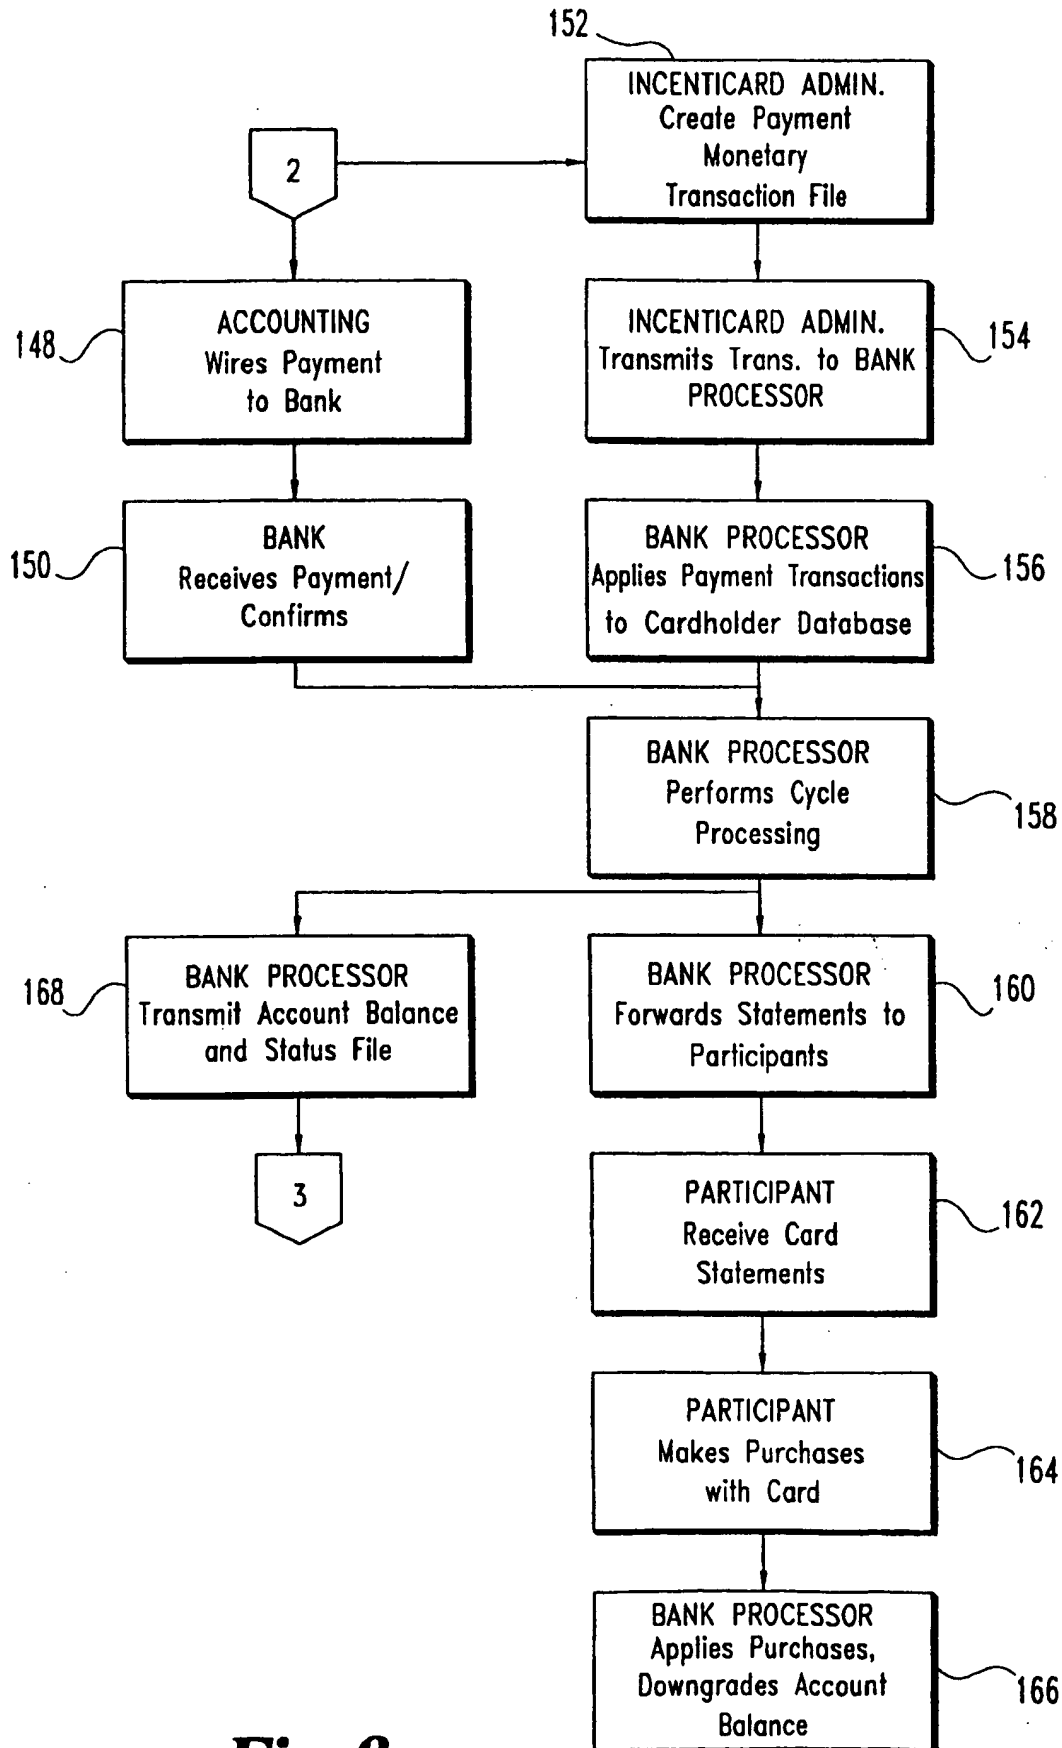 152
INCENTICARD ADMIN.
Create Payment
Monetary
Transaction File
2
148
ACCOUNTING
Wires Payment
to Bank
INCENTICARD ADMIN.
Transmits Trans. to BANK
PROCESSOR
154
150
BANK
Receives Payment/
Confirms
BANK PROCESSOR
Applies Payment Transactions
to Cardholder Database
156
BANK PROCESSOR
Performs Cycle
Processing
158
168
BANK PROCESSOR
Transmit Account Balance
and Status File
BANK PROCESSOR
Forwards Statements to
Participants
160
3
PARTICIPANT
Receive Card
Statements
162
PARTICIPANT
Makes Purchases
with Card
164
BANK PROCESSOR
Applies Purchases,
Downgrades Account
Balance
166